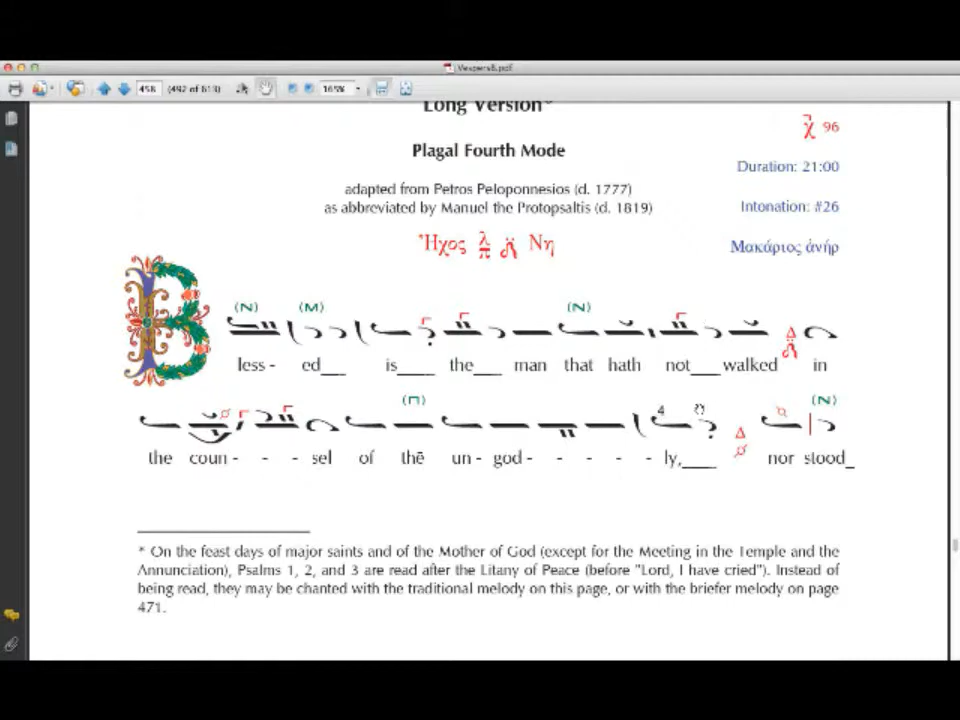 Vespers8.pdf
458 (492 of 813) 165%
Long Version*
χ 96
Plagal Fourth Mode
Duration: 21:00
adapted from Petros Peloponnesios (d. 1777)
as abbreviated by Manuel the Protopsaltis (d. 1819)
Intonation: #26
Ἦχος λ π Νη
Μακάριος ἀνήρ
B
(N) (M) (N)
less - ed___ is____ the___ man that hath not___ walked in
(Π) (N)
the coun - - - sel of thē un - god - - - - - ly,____ nor stood_
* On the feast days of major saints and of the Mother of God (except for the Meeting in the Temple and the
Annunciation), Psalms 1, 2, and 3 are read after the Litany of Peace (before "Lord, I have cried"). Instead of
being read, they may be chanted with the traditional melody on this page, or with the briefer melody on page
471.